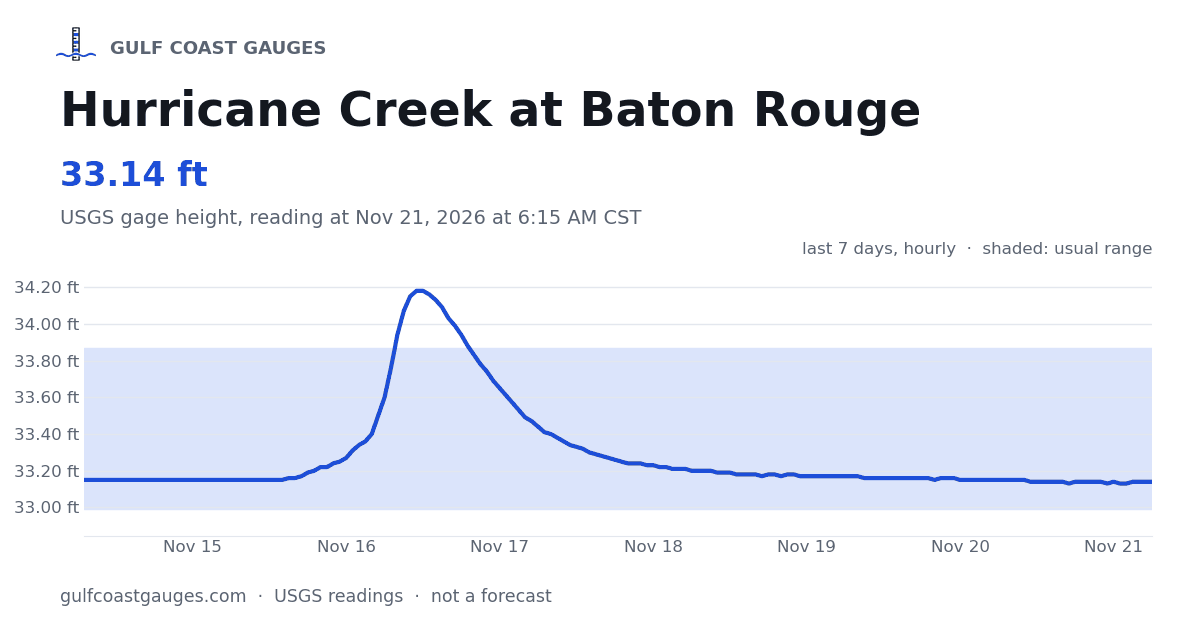 GULF COAST GAUGES
Hurricane Creek at Baton Rouge
33.14 ft
USGS gage height, reading at Nov 21, 2026 at 6:15 AM CST
last 7 days, hourly · shaded: usual range
34.20 ft
34.00 ft
33.80 ft
33.60 ft
33.40 ft
33.20 ft
33.00 ft
Nov 15 Nov 16 Nov 17 Nov 18 Nov 19 Nov 20 Nov 21
gulfcoastgauges.com · USGS readings · not a forecast